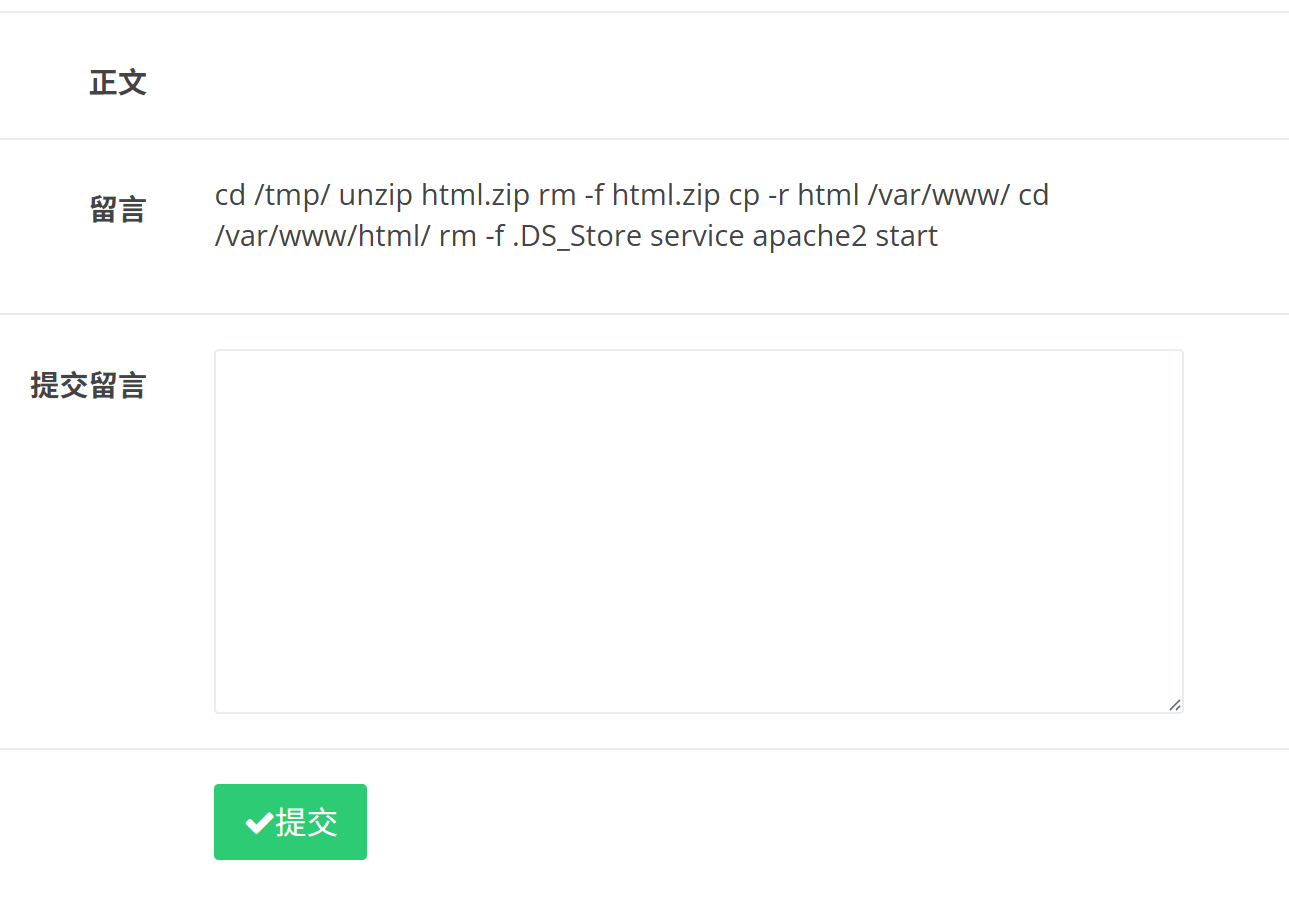 正文
留言
cd /tmp/ unzip html.zip rm -f html.zip cp -r html /var/www/ cd
/var/www/html/ rm -f .DS_Store service apache2 start
提交留言
提交